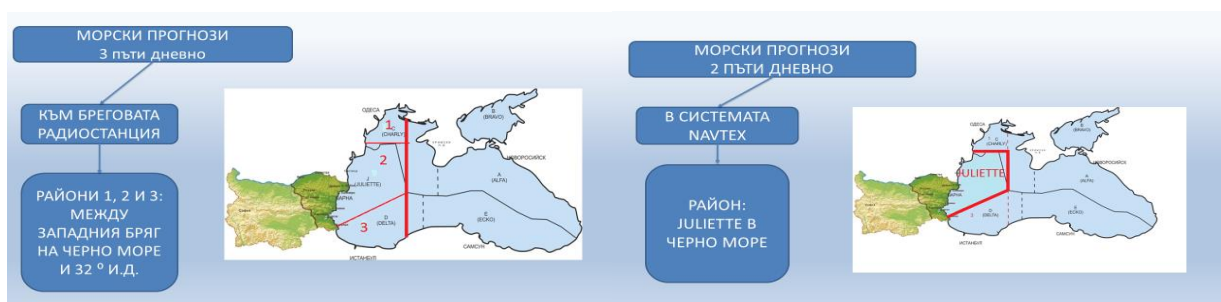 МОРСКИ ПРОГНОЗИ
3 пъти дневно
КЪМ БРЕГОВАТА
РАДИОСТАНЦИЯ
РАЙОНИ 1, 2 И 3:
МЕЖДУ
ЗАПАДНИЯ БРЯГ
НА ЧЕРНО МОРЕ
И 32 º И.Д.
ОДЕСА
B
(BRAVO)
1
C
(CHARLY)
НОВОРОСИЙСК
2
J
(JULIETTE)
A
(ALFA)
ВАРНА
D
(DELTA)
3
E
(ECKO)
САМСУН
ИСТАНБУЛ
МОРСКИ ПРОГНОЗИ
2 ПЪТИ ДНЕВНО
В СИСТЕМАТА
NAVTEX
РАЙОН:
JULIETTE В
ЧЕРНО МОРЕ
ОДЕСА
B
(BRAVO)
C
(CHARLY)
НОВОРОСИЙСК
JULIETTE
A
(ALFA)
ВАРНА
D
(DELTA)
E
(ECKO)
САМСУН
ИСТАНБУЛ